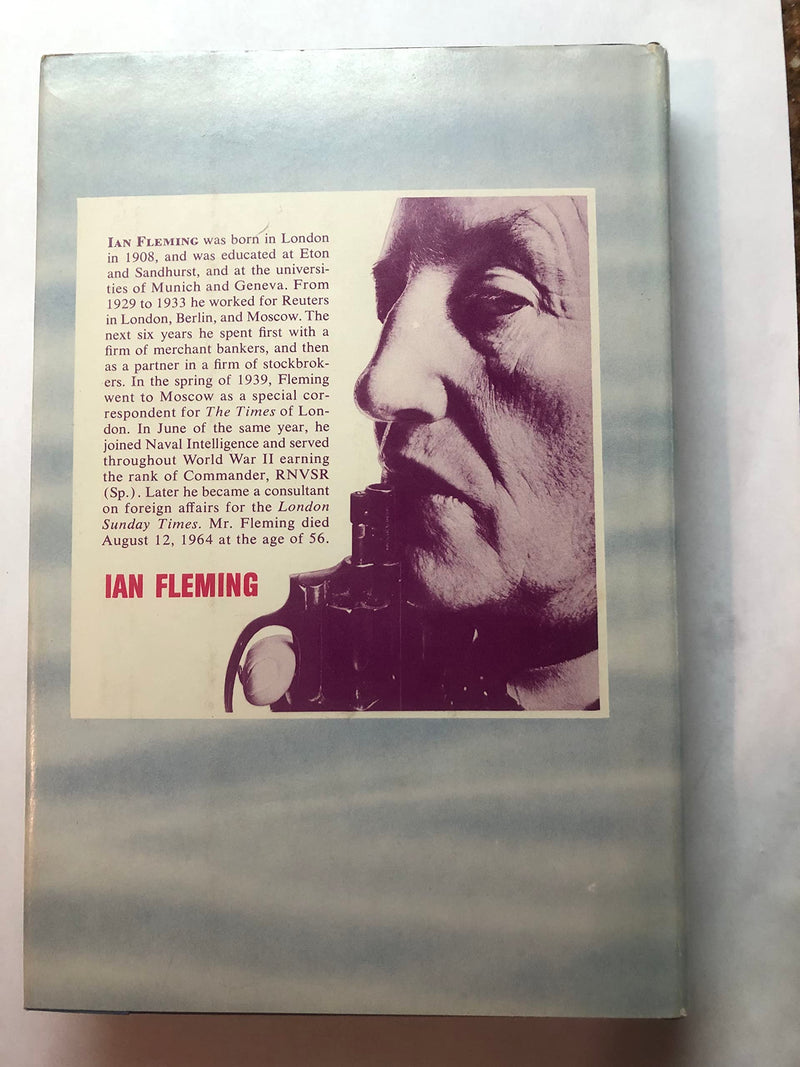 IAN FLEMING was born in London
in 1908, and was educated at Eton
and Sandhurst, and at the universi-
ties of Munich and Geneva. From
1929 to 1933 he worked for Reuters
in London, Berlin, and Moscow. The
next six years he spent first with a
firm of merchant bankers, and then
as a partner in a firm of stockbrok-
ers. In the spring of 1939, Fleming
went to Moscow as a special cor-
respondent for The Times of Lon-
don. In June of the same year, he
joined Naval Intelligence and served
throughout World War II earning
the rank of Commander, RNVSR
(Sp.). Later he became a consultant
on foreign affairs for the London
Sunday Times. Mr. Fleming died
August 12, 1964 at the age of 56.
IAN FLEMING